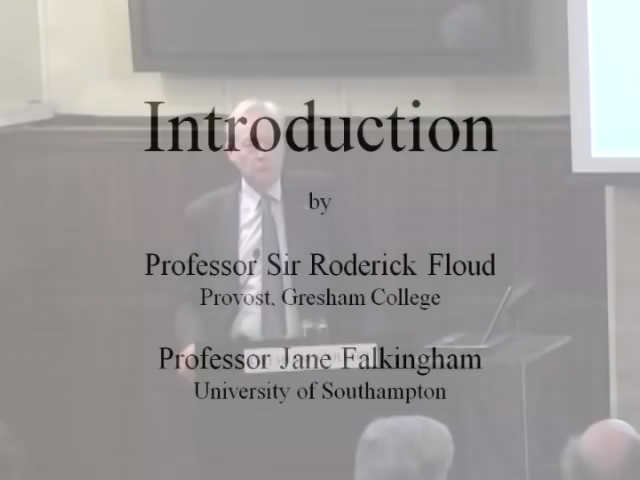 Introduction
by
Professor Sir Roderick Floud
Provost, Gresham College
Professor Jane Falkingham
University of Southampton